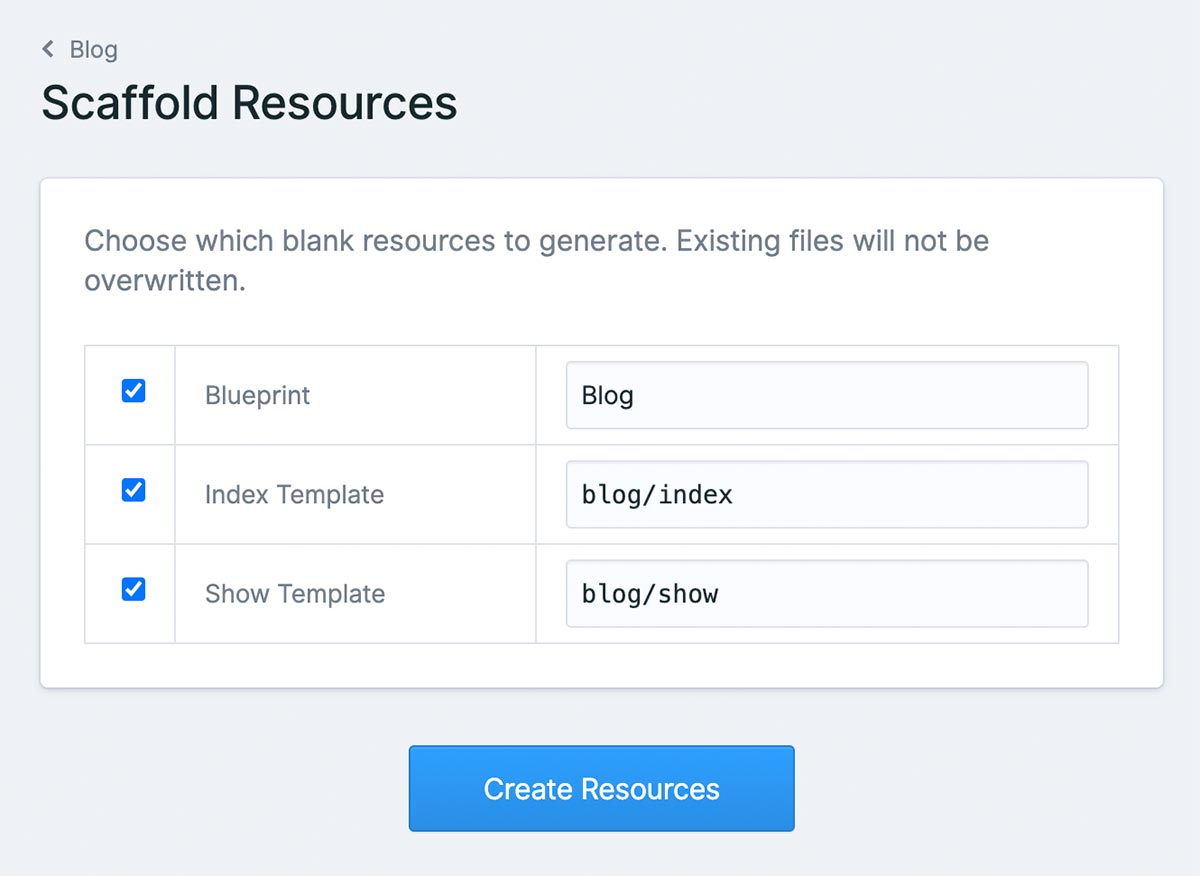 Blog
Scaffold Resources
Choose which blank resources to generate. Existing files will not be
overwritten.
Blueprint
Blog
Index Template
blog/index
Show Template
blog/show
Create Resources